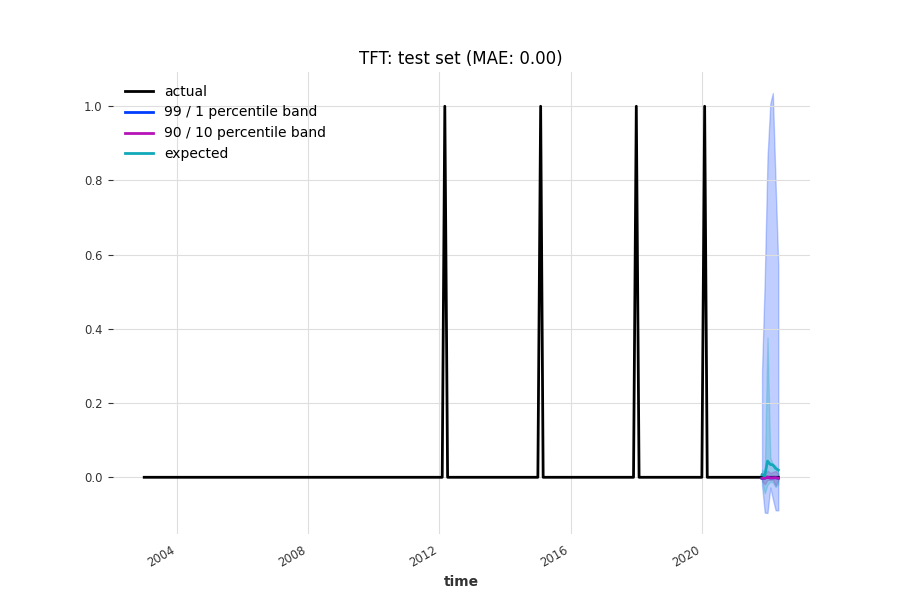 TFT: test set (MAE: 0.00)
actual
99 / 1 percentile band
90 / 10 percentile band
expected
1.0
0.8
0.6
0.4
0.2
0.0
2004
2008
2012
2016
2020
time